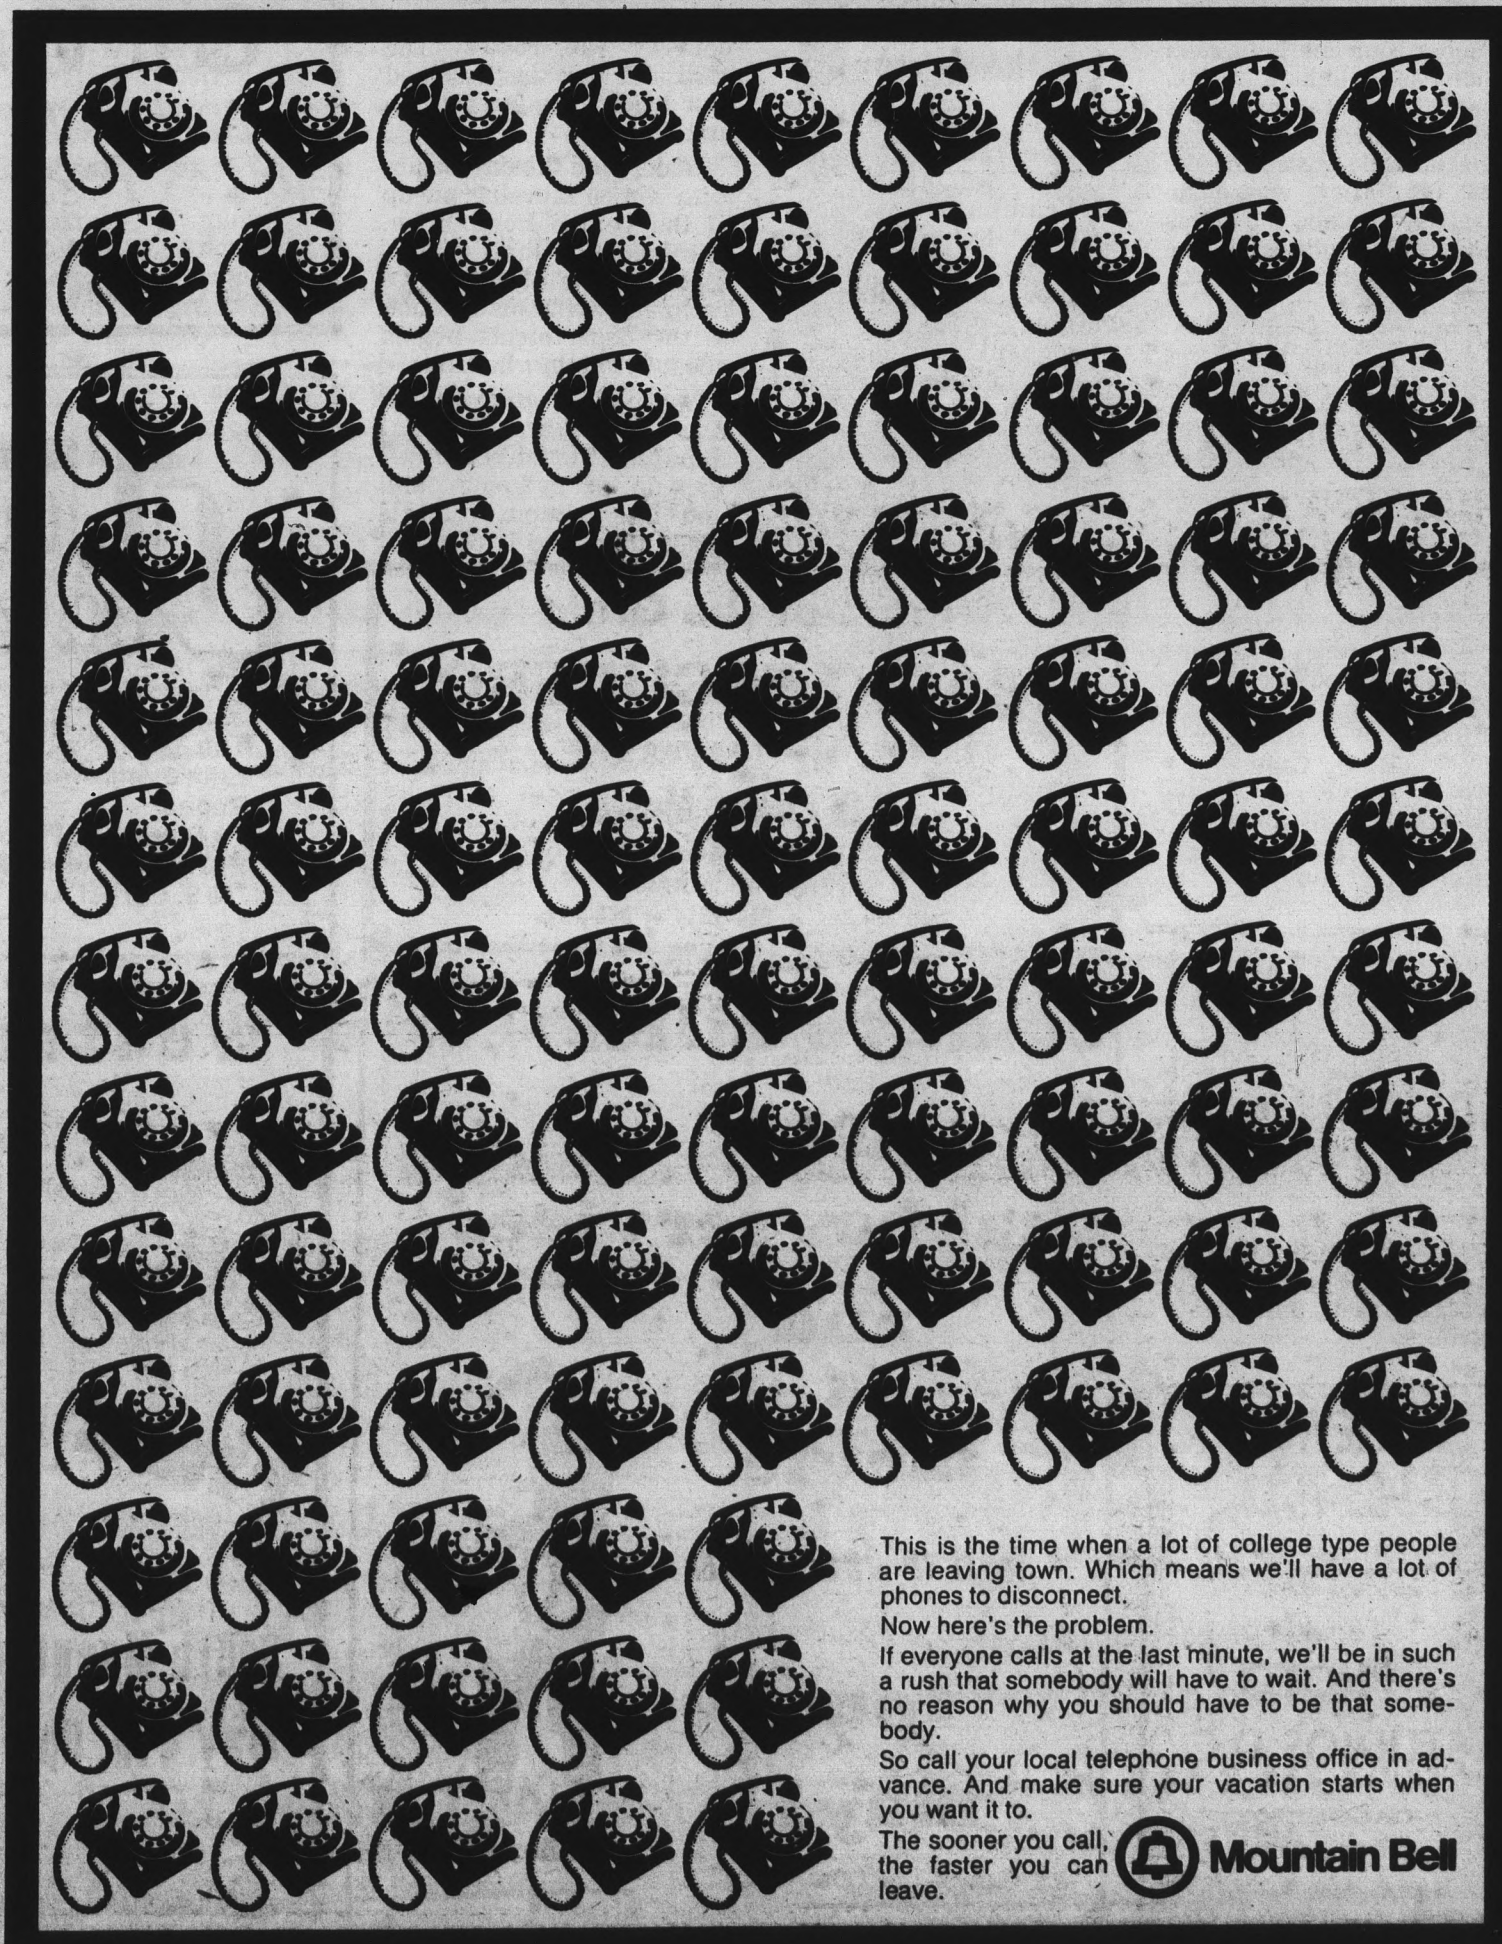 This is the time when a lot of college type people
are leaving town. Which means we'll have a lot of
phones to disconnect.
Now here's the problem.
If everyone calls at the last minute, we'll be in such
a rush that somebody will have to wait. And there's
no reason why you should have to be that some-
body.
So call your local telephone business office in ad-
vance. And make sure your vacation starts when
you want it to.
The sooner you call,
the faster you can
leave.
Mountain Bell